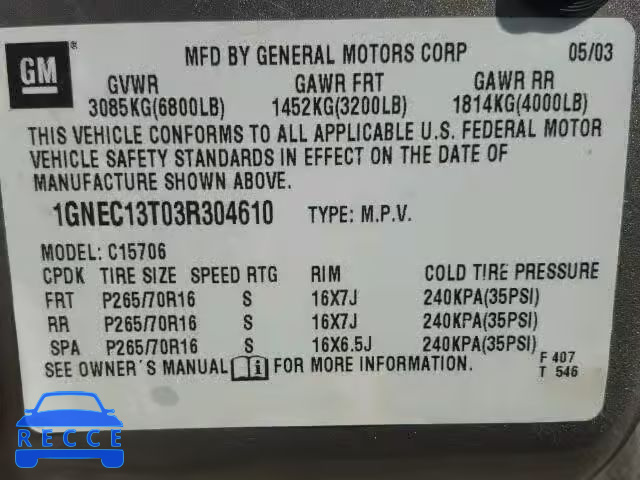 GM ® MFD BY GENERAL MOTORS CORP 05/03
GVWR GAWR FRT GAWR RR
3085KG(6800LB) 1452KG(3200LB) 1814KG(4000LB)
THIS VEHICLE CONFORMS TO ALL APPLICABLE U.S. FEDERAL MOTOR
VEHICLE SAFETY STANDARDS IN EFFECT ON THE DATE OF
MANUFACTURE SHOWN ABOVE.
1GNEC13T03R304610 TYPE: M.P.V.
MODEL: C15706
CPDK TIRE SIZE SPEED RTG RIM COLD TIRE PRESSURE
FRT P265/70R16 S 16X7J 240KPA(35PSI)
RR P265/70R16 S 16X7J 240KPA(35PSI)
SPA P265/70R16 S 16X6.5J 240KPA(35PSI)
SEE OWNER'S MANUAL i FOR MORE INFORMATION. F 407
T 546
RECCE